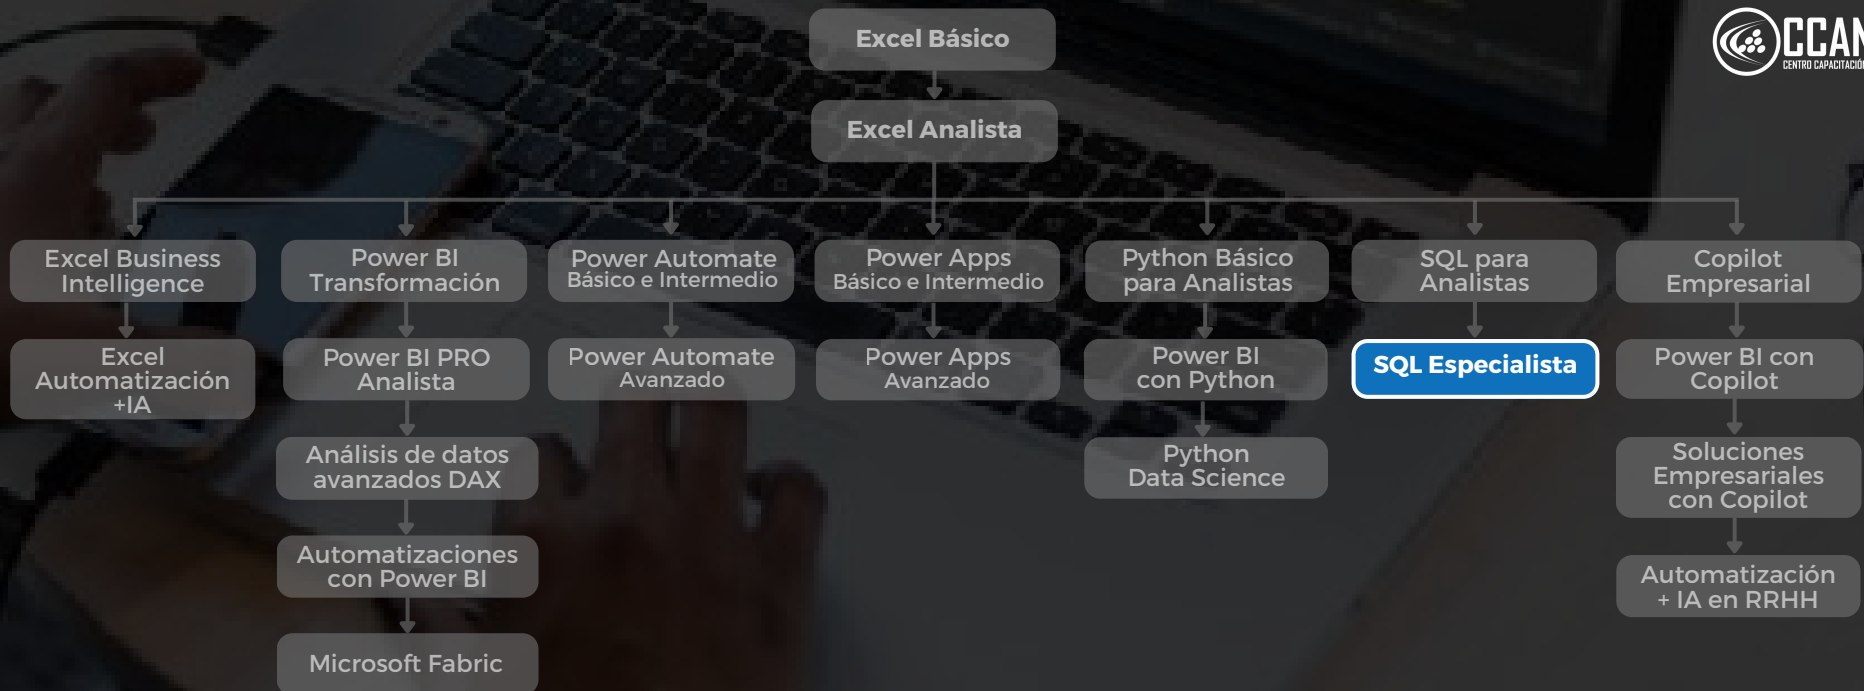 Excel Básico
CCAN
CENTRO CAPACITACIÓN
Excel Analista
Excel Business
Intelligence
Power BI
Transformación
Power Automate
Básico e Intermedio
Power Apps
Básico e Intermedio
Python Básico
para Analistas
SQL para
Analistas
Copilot
Empresarial
Excel
Automatización
+IA
Power BI PRO
Analista
Power Automate
Avanzado
Power Apps
Avanzado
Power BI
con Python
SQL Especialista
Power BI con
Copilot
Análisis de datos
avanzados DAX
Python
Data Science
Soluciones
Empresariales
con Copilot
Automatizaciones
con Power BI
Automatización
+ IA en RRHH
Microsoft Fabric